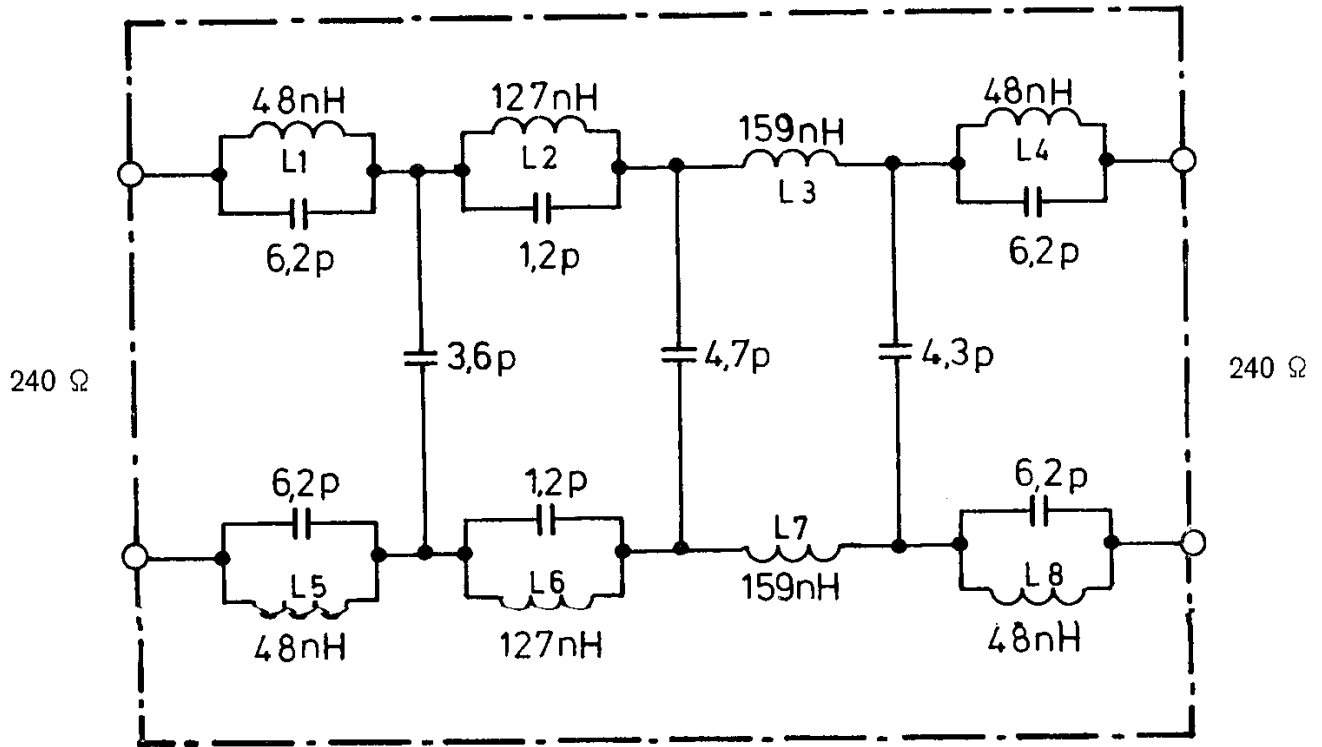 48nH
127nH
159nH
48nH
L1
L2
L3
L4
6,2p
1,2p
6,2p
3,6p
4,7p
4,3p
240 Ω
240 Ω
6,2p
1,2p
6,2p
L5
L6
L7
L8
48nH
127nH
159nH
48nH